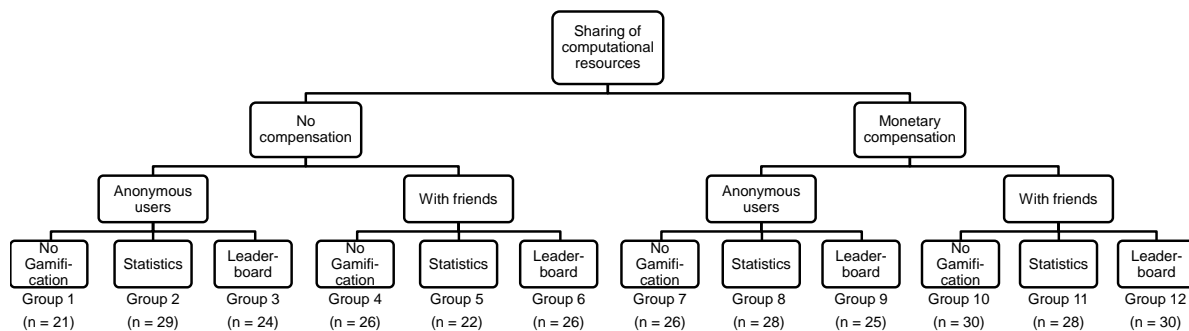 Sharing of
computational
resources
No
compensation
Monetary
compensation
Anonymous
users
With friends
Anonymous
users
With friends
No
Gamifi-
cation
Statistics
Leader-
board
No
Gamifi-
cation
Statistics
Leader-
board
No
Gamifi-
cation
Statistics
Leader-
board
No
Gamifi-
cation
Statistics
Leader-
board
Group 1 Group 2 Group 3 Group 4 Group 5 Group 6 Group 7 Group 8 Group 9 Group 10 Group 11 Group 12
(n = 21) (n = 29) (n = 24) (n = 26) (n = 22) (n = 26) (n = 26) (n = 28) (n = 25) (n = 30) (n = 28) (n = 30)